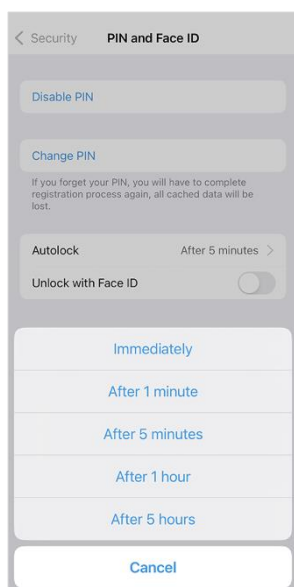 Security PIN and Face ID
Disable PIN
Change PIN
If you forget your PIN, you will have to complete
registration process again, all cached data will be
lost.
Autolock After 5 minutes
Unlock with Face ID
Immediately
After 1 minute
After 5 minutes
After 1 hour
After 5 hours
Cancel